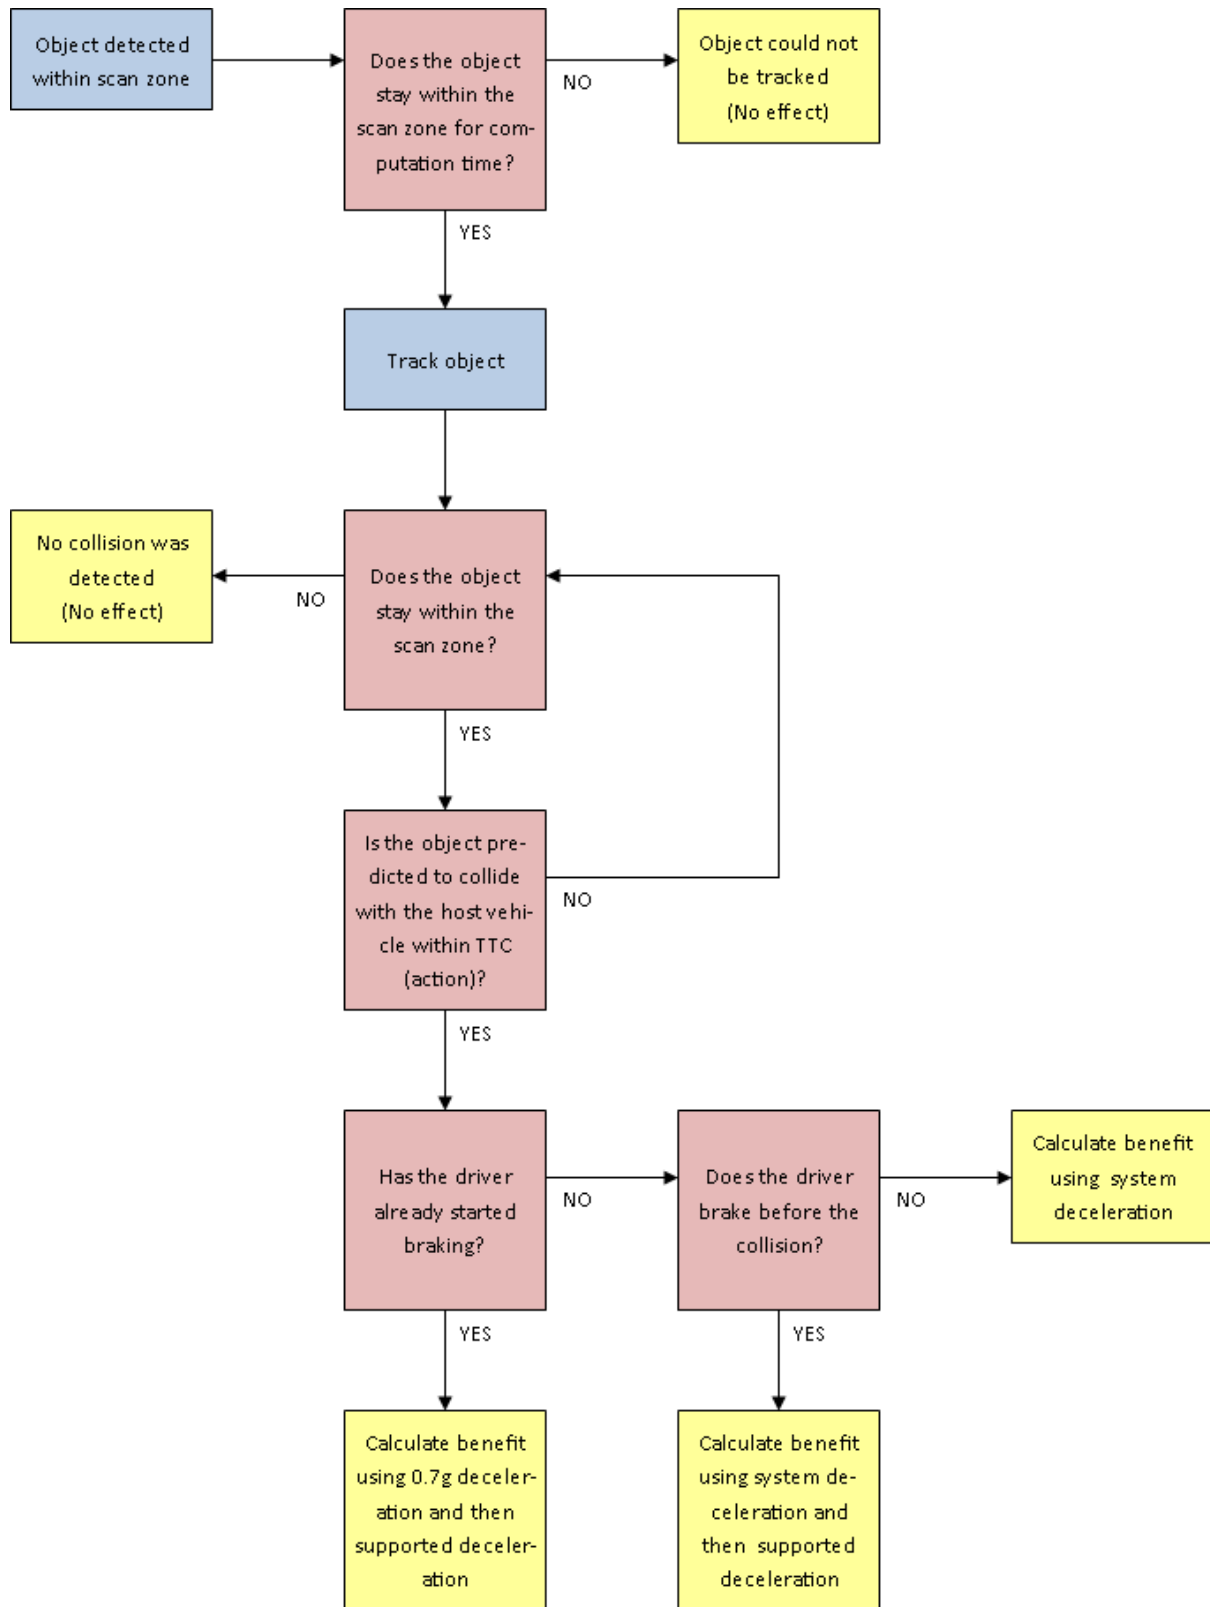 Object detected
within scan zone
Does the object
stay within the
scan zone for com-
putation time?
NO
Object could not
be tracked
(No effect)
YES
Track object
No collision was
detected
(No effect)
NO
Does the object
stay within the
scan zone?
YES
Is the object pre-
dicted to collide
with the host vehi-
cle within TTC
(action)?
NO
YES
Has the driver
already started
braking?
NO
Does the driver
brake before the
collision?
NO
Calculate benefit
using system
deceleration
YES
YES
Calculate benefit
using 0.7g deceler-
ation and then
supported deceler-
ation
Calculate benefit
using system de-
celeration and
then supported
deceleration